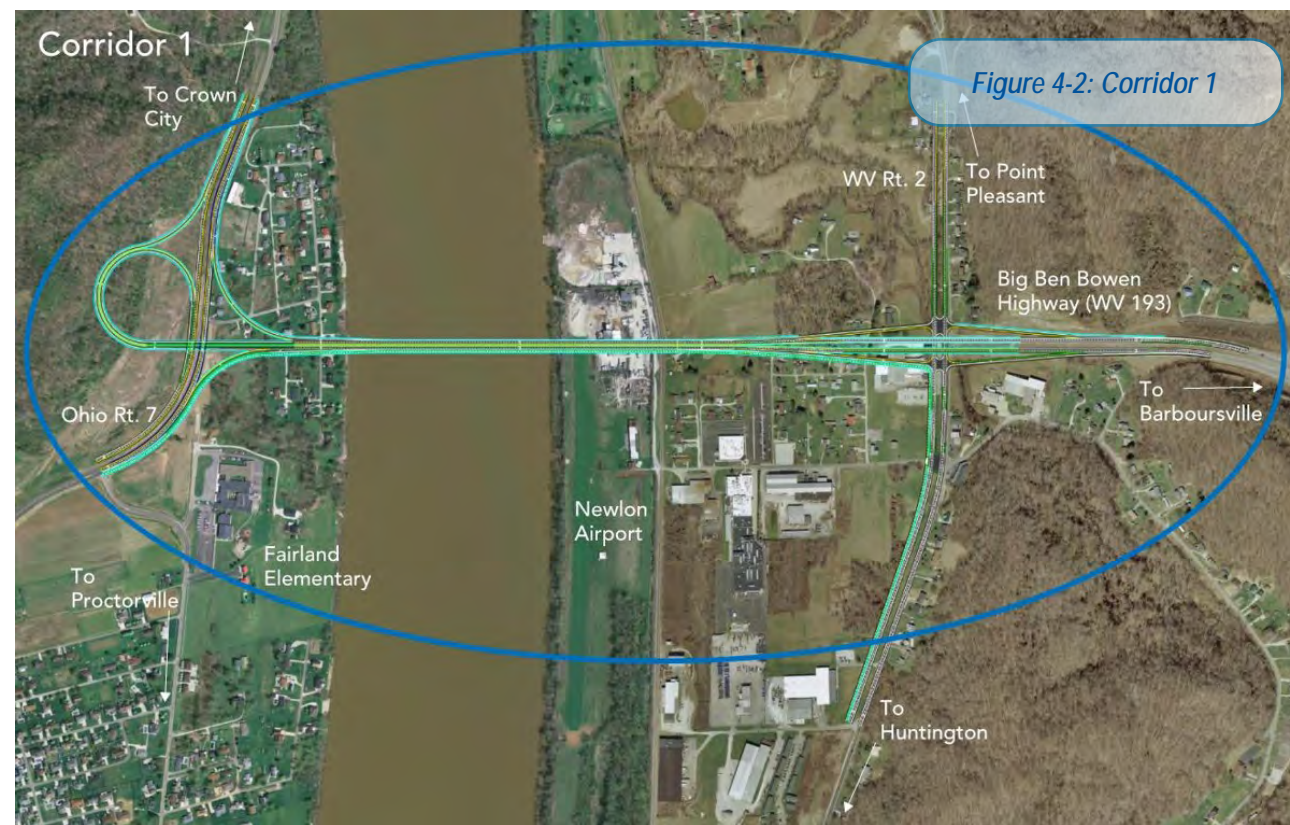 Corridor 1
Figure 4-2: Corridor 1
To Crown
City
WV Rt. 2
To Point
Pleasant
Big Ben Bowen
Highway (WV 193)
To
Barboursville
Ohio Rt. 7
Newlon
Airport
Fairland
Elementary
To
Proctorville
To
Huntington